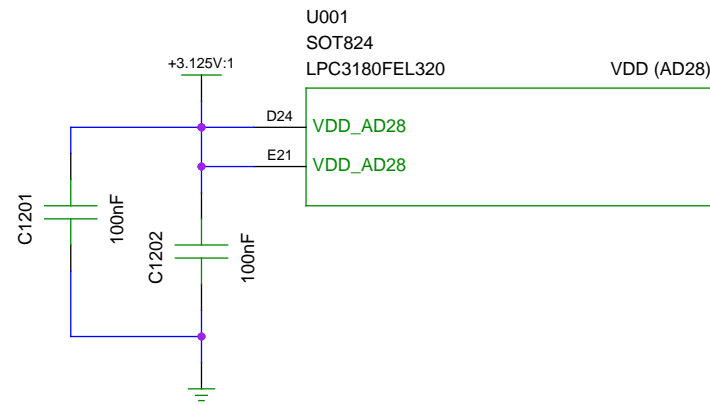 U001
SOT824
LPC3180FEL320
VDD (AD28)
+3.125V:1
D24
VDD_AD28
E21
VDD_AD28
C1201
100nF
C1202
100nF